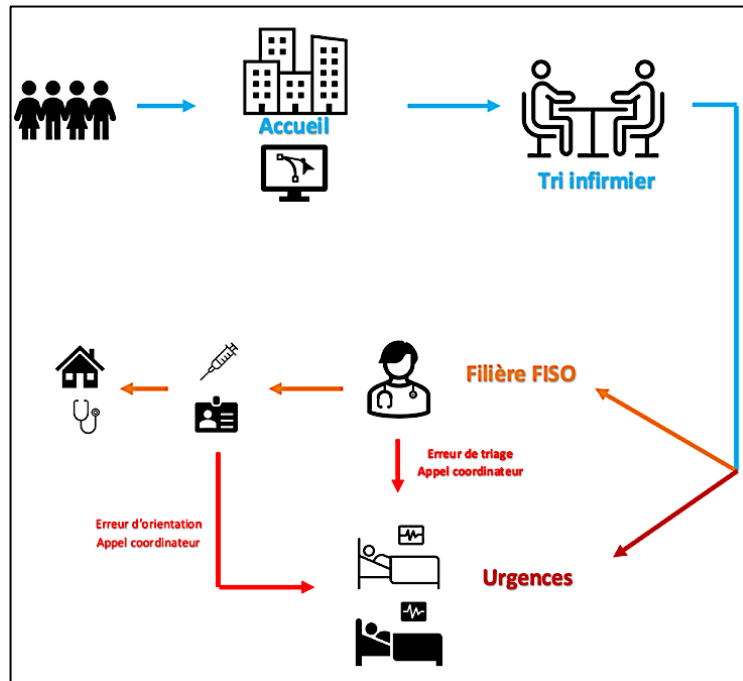 Accueil
Tri infirmier
Filière FISO
Erreur de triage
Appel coordinateur
Erreur d'orientation
Appel coordinateur
Urgences